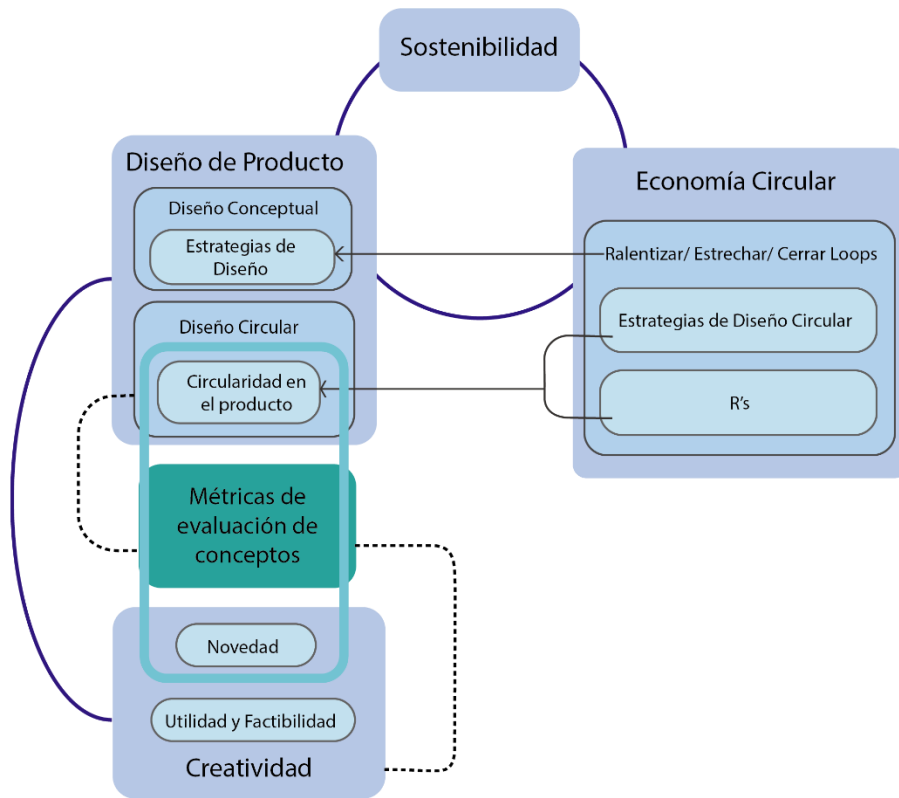 Sostenibilidad
Diseño de Producto
Diseño Conceptual
Estrategias de
Diseño
Diseño Circular
Circularidad en
el producto
Economía Circular
Ralentizar/ Estrechar/ Cerrar Loops
Estrategias de Diseño Circular
R's
Métricas de
evaluación de
conceptos
Novedad
Utilidad y Factibilidad
Creatividad